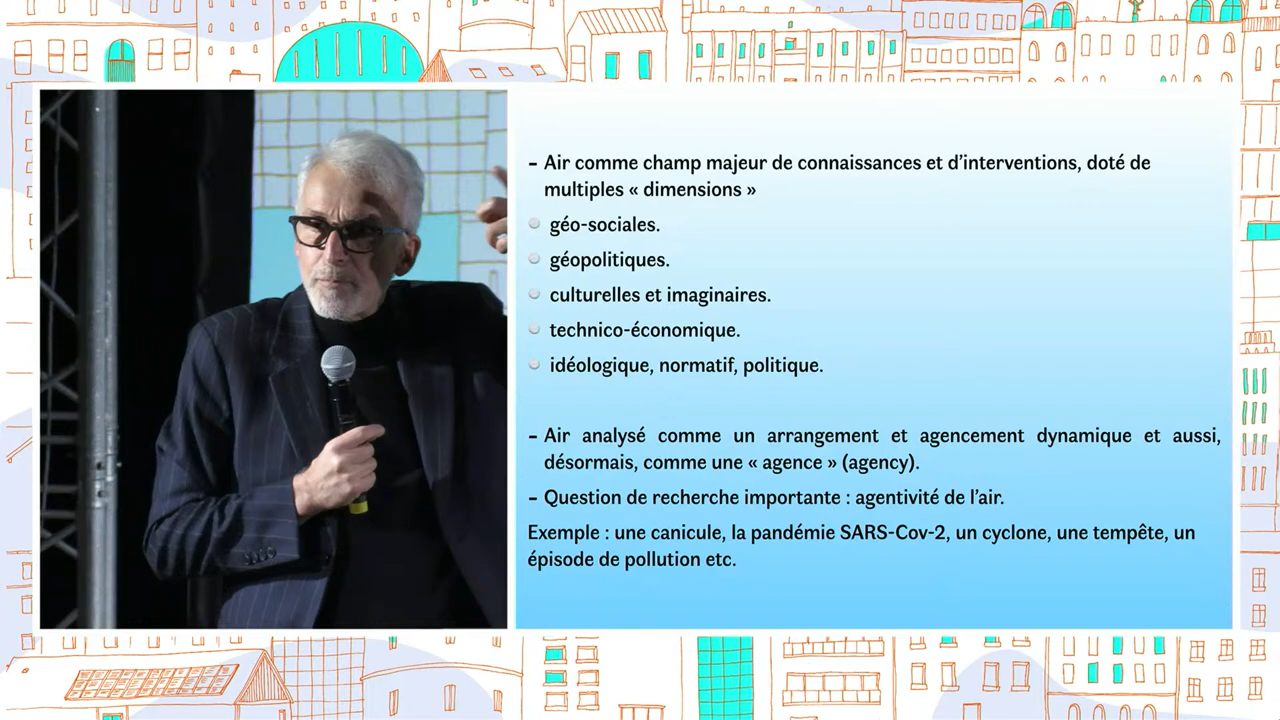 – Air comme champ majeur de connaissances et d’interventions, doté de
multiples « dimensions »
géo-sociales.
géopolitiques.
culturelles et imaginaires.
technico-économique.
idéologique, normatif, politique.
– Air analysé comme un arrangement et agencement dynamique et aussi,
désormais, comme une « agence » (agency).
– Question de recherche importante : agentivité de l’air.
Exemple : une canicule, la pandémie SARS-Cov-2, un cyclone, une tempête, un
épisode de pollution etc.